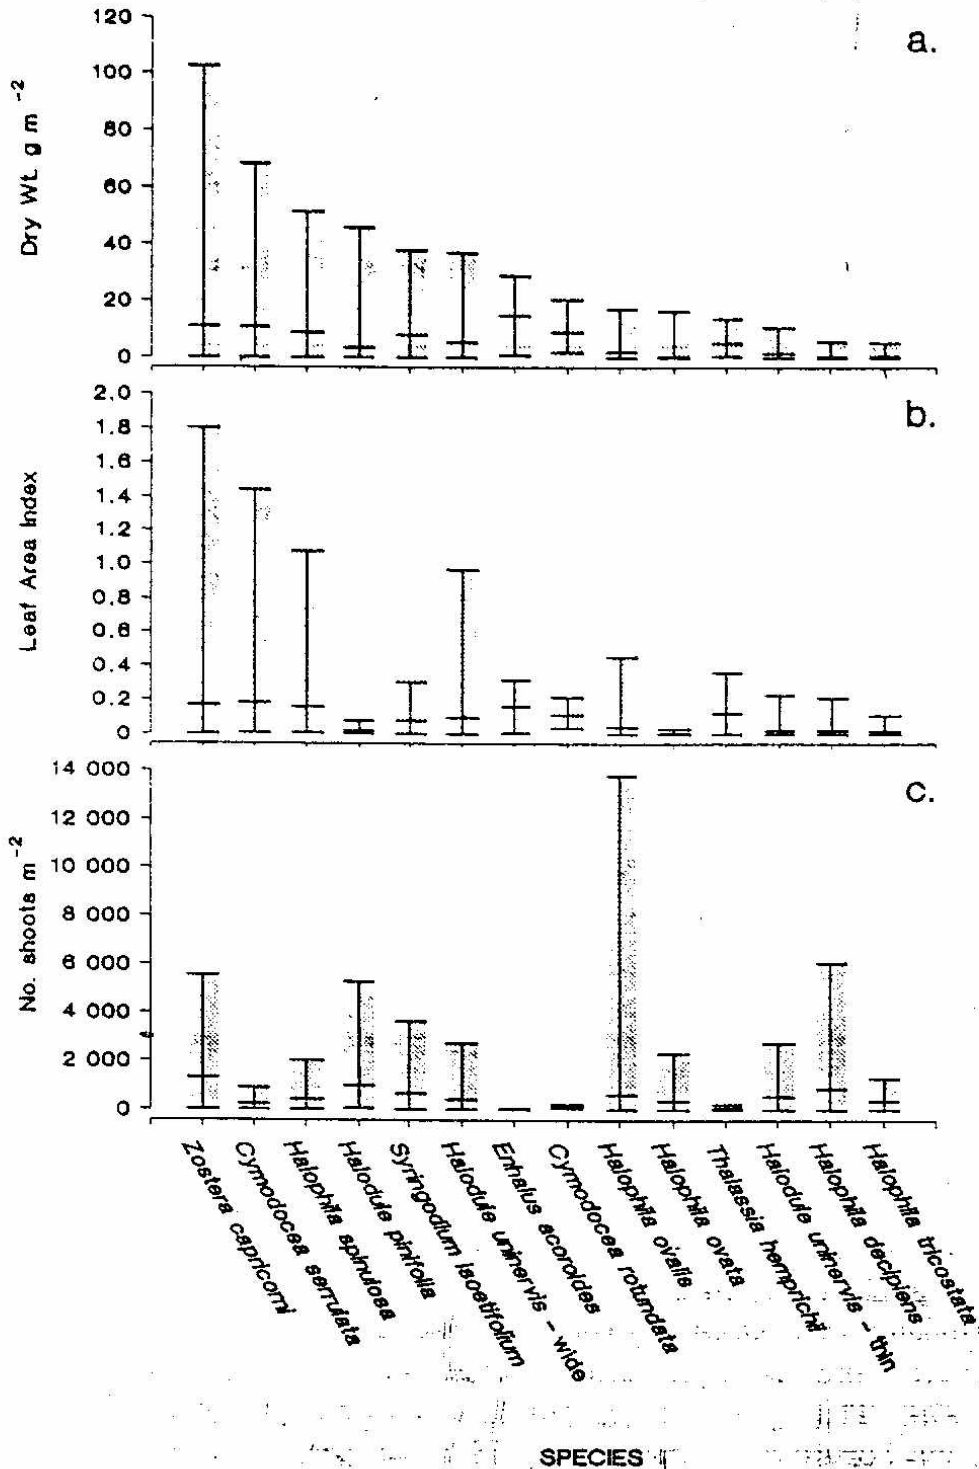 a.
120
100
80
60
40
20
0
Dry Wt. g m -2
b.
2.0
1.8
1.6
1.4
1.2
1.0
0.8
0.6
0.4
0.2
0
Leaf Area Index
c.
14 000
12 000
10 000
8 000
6 000
4 000
2 000
0
No. shoots m -2
Zostera capricorni
Cymodocea serrulata
Halophila spinulosa
Halodule pinifolia
Syringodium isoetifolium
Halodule uninervis - wide
Enhalus acoroides
Cymodocea rotundata
Halophila ovalis
Halophila ovata
Thalassia hemprichii
Halodule uninervis - thin
Halophila decipiens
Halophila tricostata
SPECIES